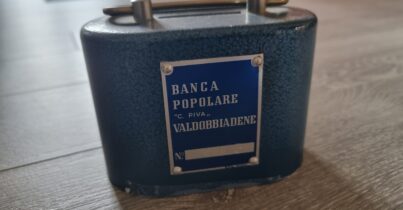 BANCA
POPOLARE
"C. PIVA„
VALDOBBIADENE
N.